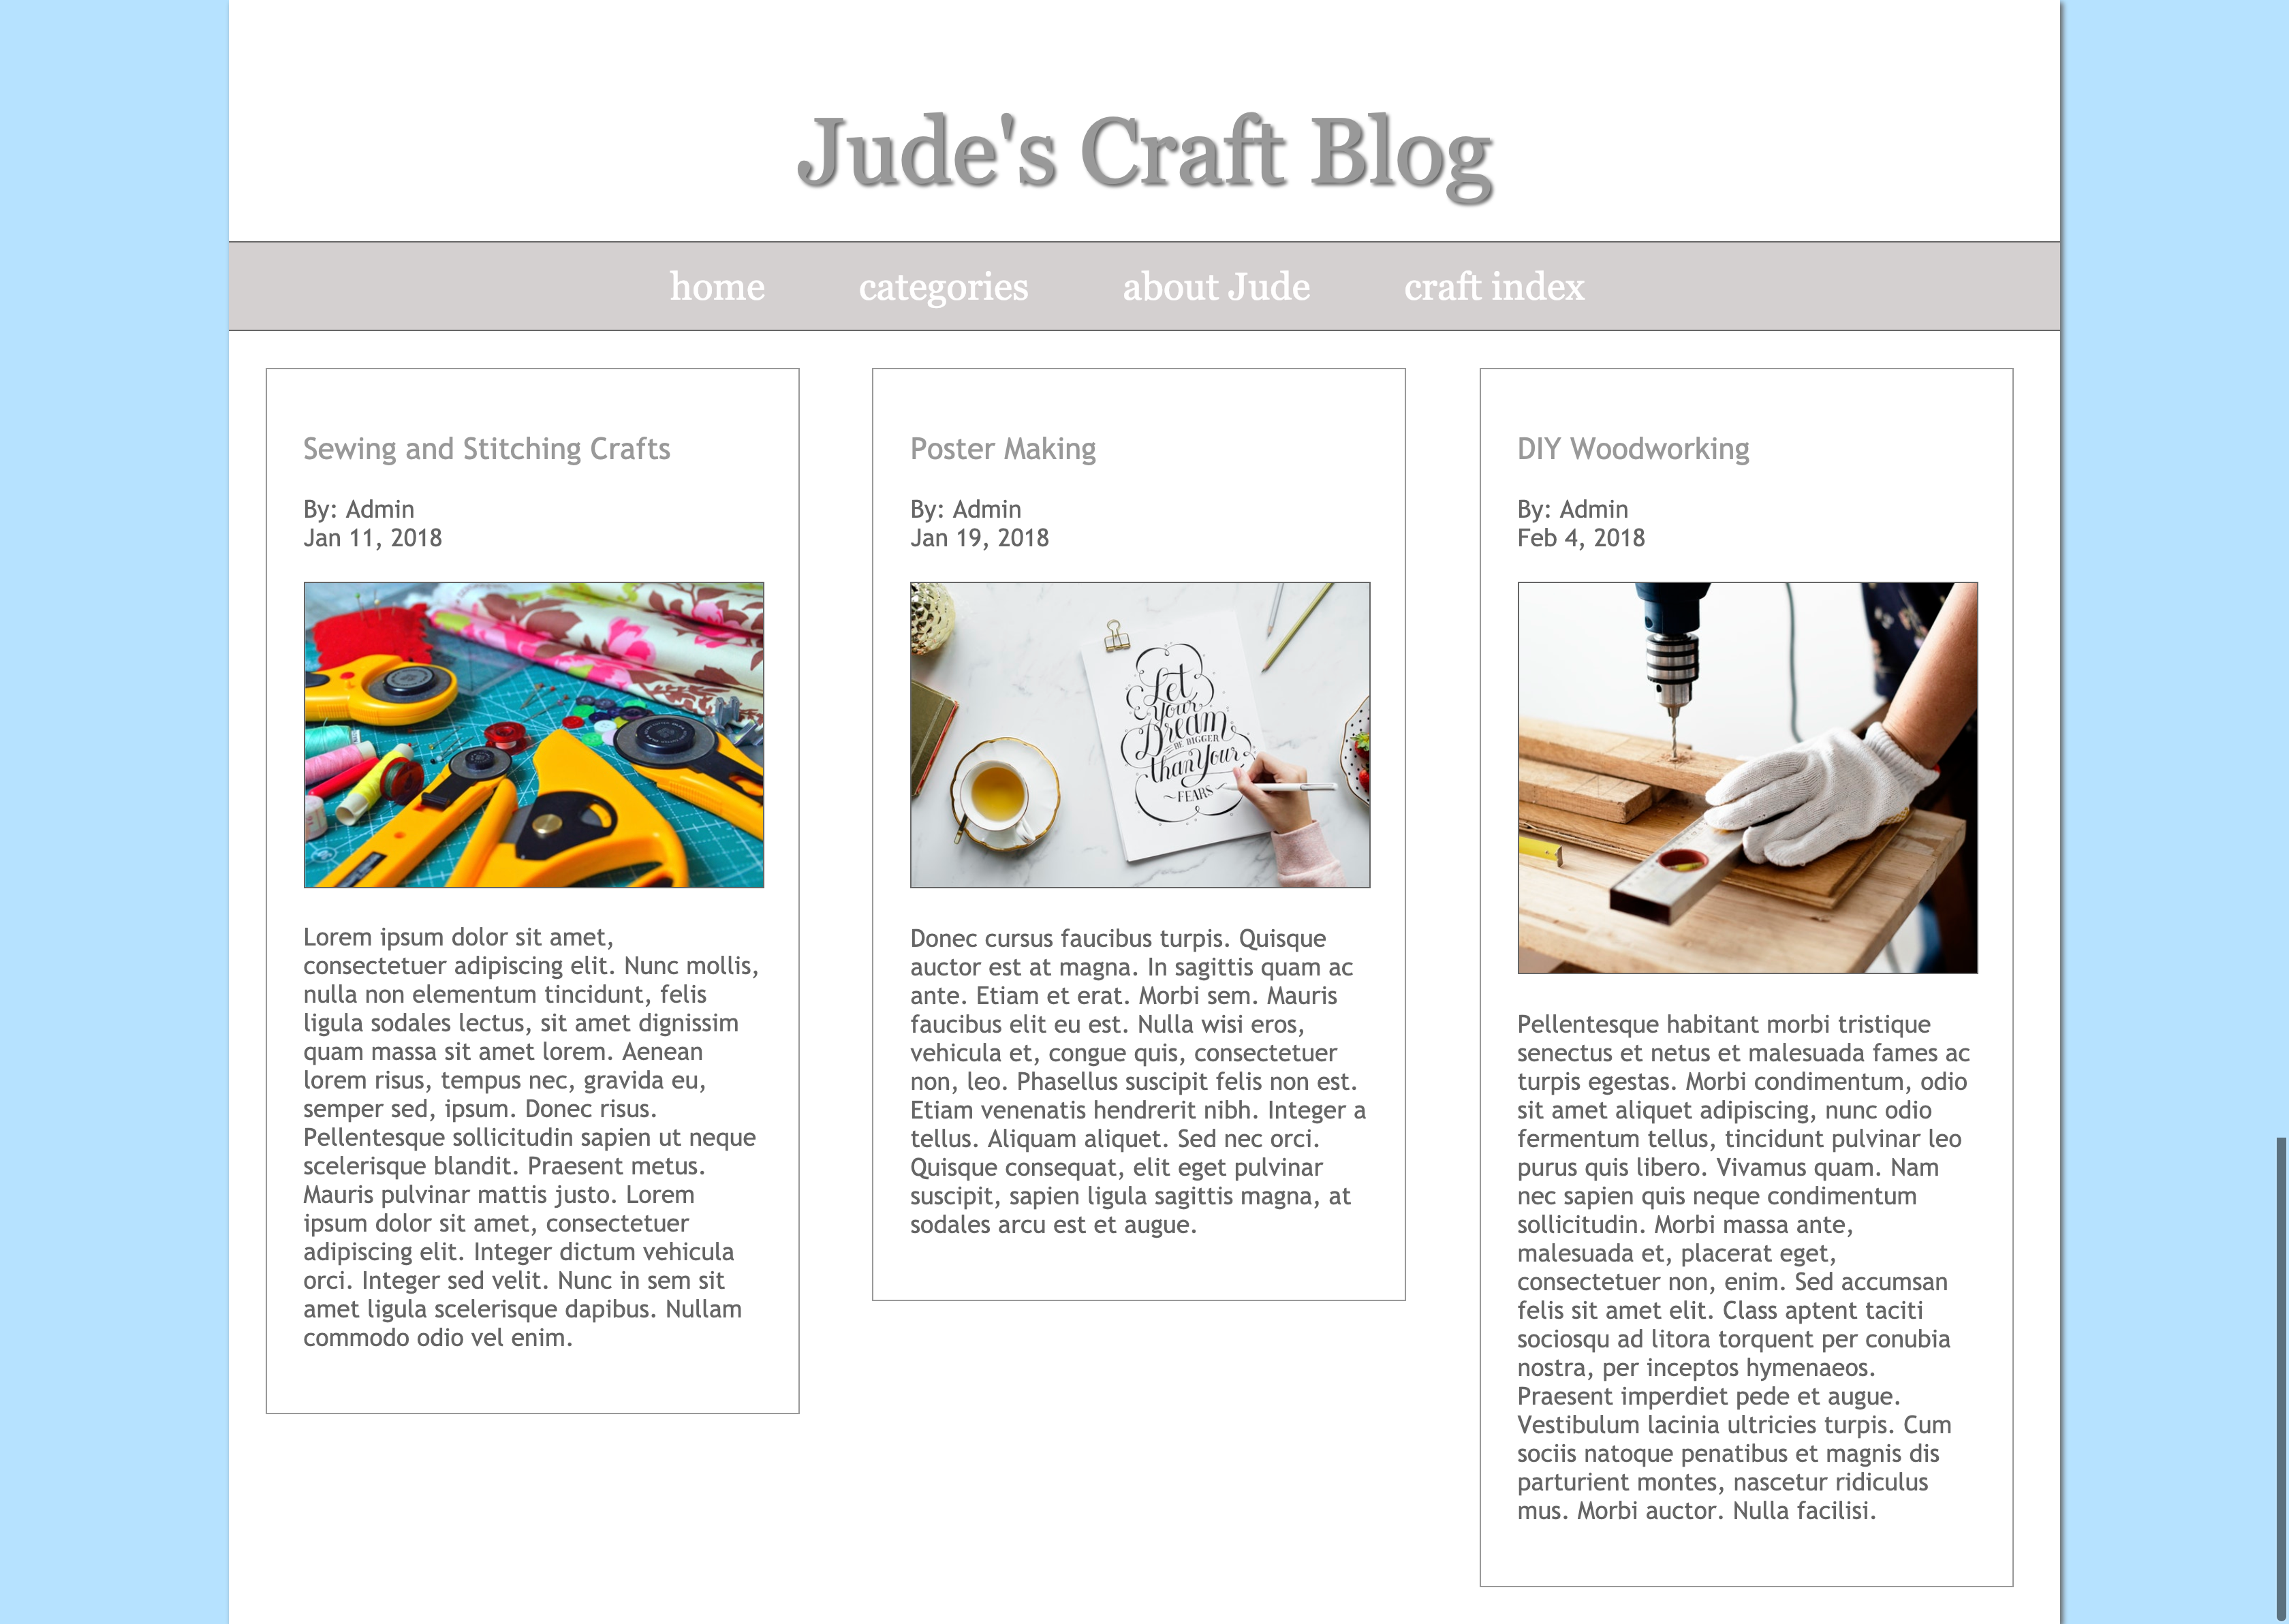 Jude's Craft Blog
home categories about Jude craft index
Sewing and Stitching Crafts
By: Admin
Jan 11, 2018
Lorem ipsum dolor sit amet,
consectetuer adipiscing elit. Nunc mollis,
nulla non elementum tincidunt, felis
ligula sodales lectus, sit amet dignissim
quam massa sit amet lorem. Aenean
lorem risus, tempus nec, gravida eu,
semper sed, ipsum. Donec risus.
Pellentesque sollicitudin sapien ut neque
scelerisque blandit. Praesent metus.
Mauris pulvinar mattis justo. Lorem
ipsum dolor sit amet, consectetuer
adipiscing elit. Integer dictum vehicula
orci. Integer sed velit. Nunc in sem sit
amet ligula scelerisque dapibus. Nullam
commodo odio vel enim.
Poster Making
By: Admin
Jan 19, 2018
Let
Your
Dream
BE BIGGER
than Your
~FEARS~
Donec cursus faucibus turpis. Quisque
auctor est at magna. In sagittis quam ac
ante. Etiam et erat. Morbi sem. Mauris
faucibus elit eu est. Nulla wisi eros,
vehicula et, congue quis, consectetuer
non, leo. Phasellus suscipit felis non est.
Etiam venenatis hendrerit nibh. Integer a
tellus. Aliquam aliquet. Sed nec orci.
Quisque consequat, elit eget pulvinar
suscipit, sapien ligula sagittis magna, at
sodales arcu est et augue.
DIY Woodworking
By: Admin
Feb 4, 2018
Pellentesque habitant morbi tristique
senectus et netus et malesuada fames ac
turpis egestas. Morbi condimentum, odio
sit amet aliquet adipiscing, nunc odio
fermentum tellus, tincidunt pulvinar leo
purus quis libero. Vivamus quam. Nam
nec sapien quis neque condimentum
sollicitudin. Morbi massa ante,
malesuada et, placerat eget,
consectetuer non, enim. Sed accumsan
felis sit amet elit. Class aptent taciti
sociosqu ad litora torquent per conubia
nostra, per inceptos hymenaeos.
Praesent imperdiet pede et augue.
Vestibulum lacinia ultricies turpis. Cum
sociis natoque penatibus et magnis dis
parturient montes, nascetur ridiculus
mus. Morbi auctor. Nulla facilisi.